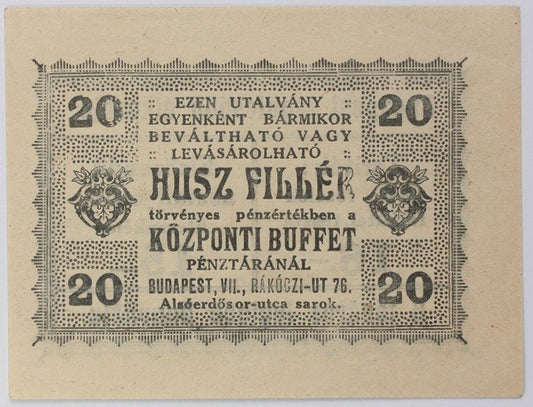 20 :: EZEN UTALVÁNY :: 20
EGYENKÉNT BÁRMIKOR
BEVÁLTHATÓ VAGY
:: LEVÁSÁROLHATÓ ::
HUSZ FILLÉR
törvényes pénzértékben a
KÖZPONTI BUFFET
PÉNZTÁRÁNÁL
20 BUDAPEST, VII., RÁKÓCZI-UT 76. 20
Alsóerdősor-utca sarok.